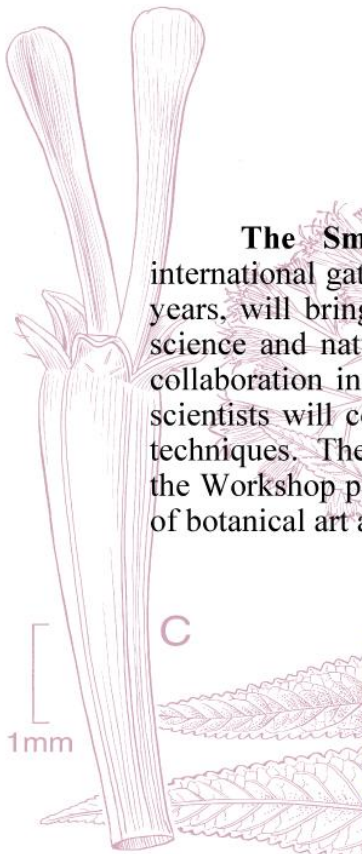 The Sm
international gat
years, will bring
science and nat
collaboration in
scientists will c
techniques. The
the Workshop p
of botanical art a
C
1mm